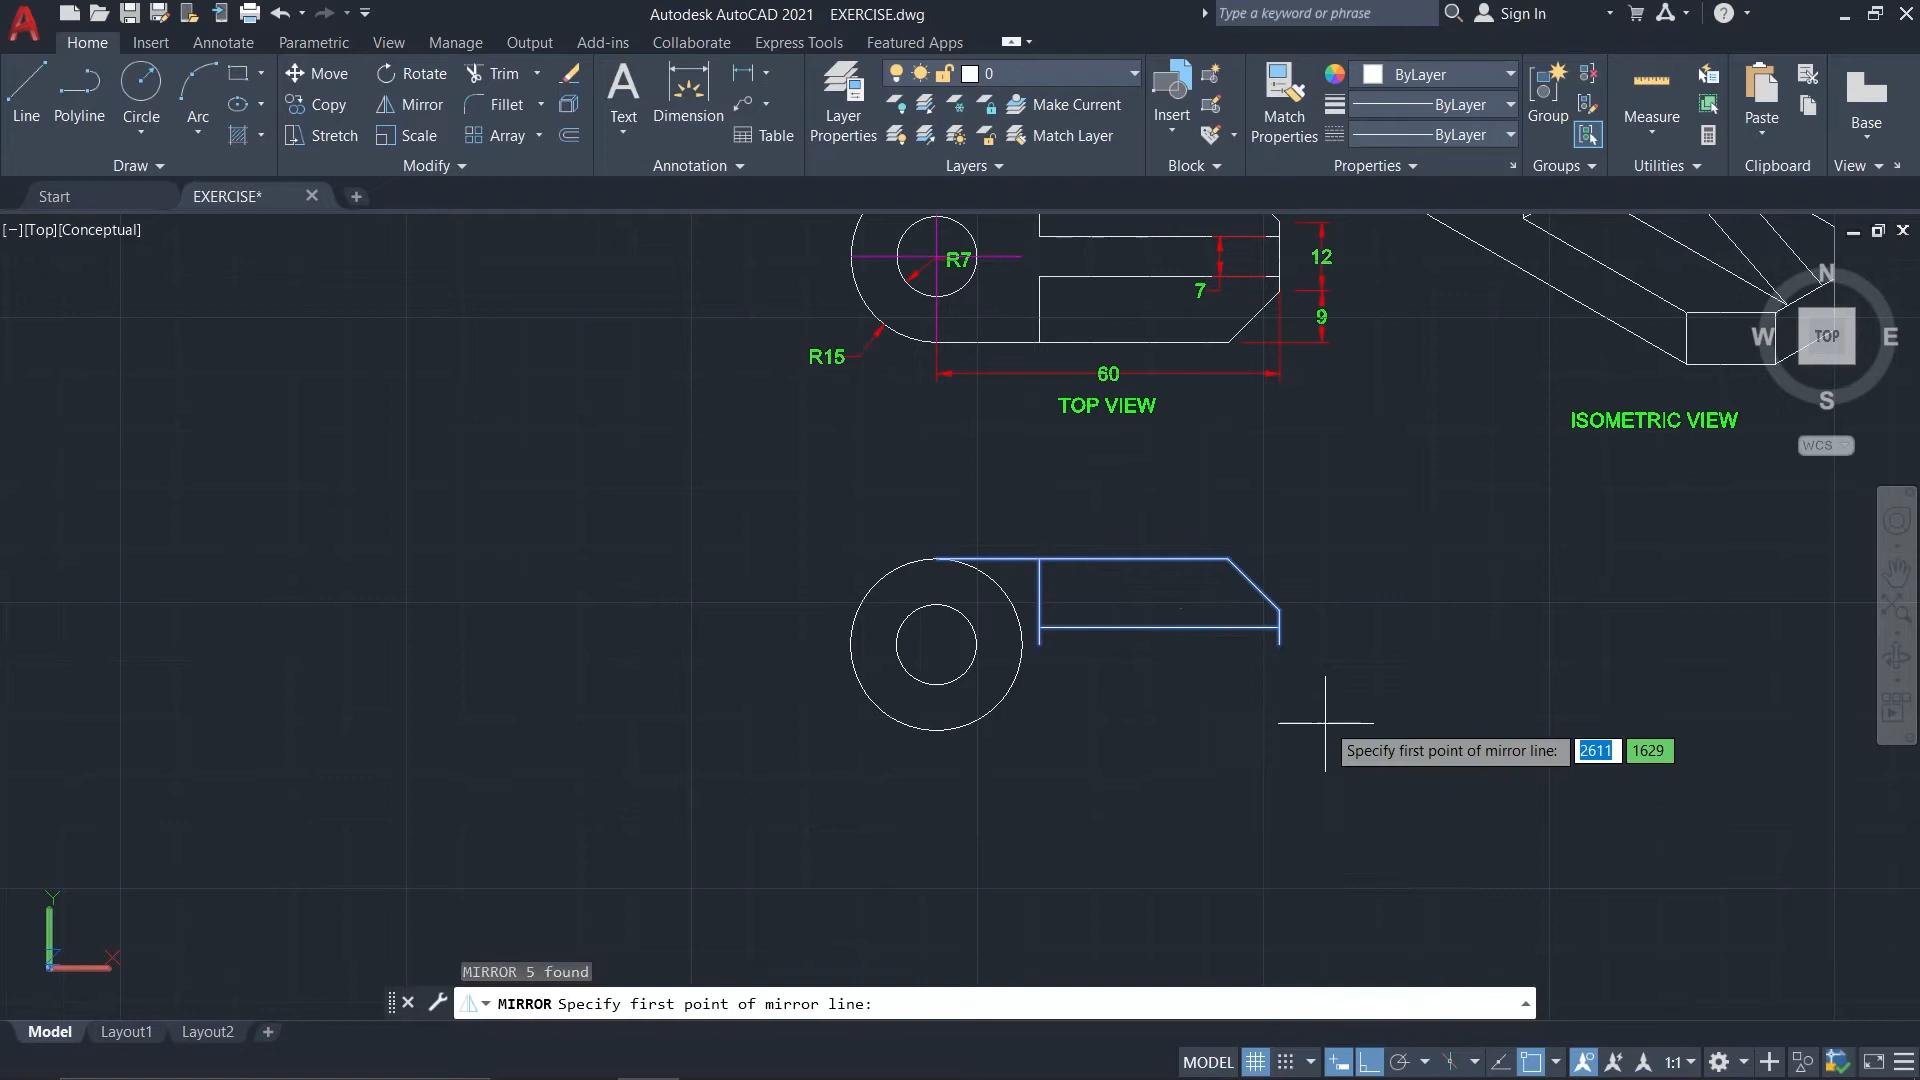 Autodesk AutoCAD 2021 EXERCISE.dwg
Type a keyword or phrase
Sign In
Home Insert Annotate Parametric View Manage Output Add-ins Collaborate Express Tools Featured Apps
Line Polyline Circle Arc
Move Rotate Trim
Copy Mirror Fillet
Stretch Scale Array
Text Dimension Table
Layer Properties
0
Make Current
Match Layer
Insert
Match Properties
ByLayer
ByLayer
ByLayer
Group
Measure
Paste
Base
Draw Modify Annotation Layers Block Properties Groups Utilities Clipboard View
Start EXERCISE*
[−][Top][Conceptual]
R7
12
7
9
R15
60
TOP VIEW
ISOMETRIC VIEW
N
W TOP E
S
WCS
Specify first point of mirror line: 2611 1629
Y
Z X
MIRROR 5 found
MIRROR Specify first point of mirror line:
Model Layout1 Layout2
MODEL 1:1